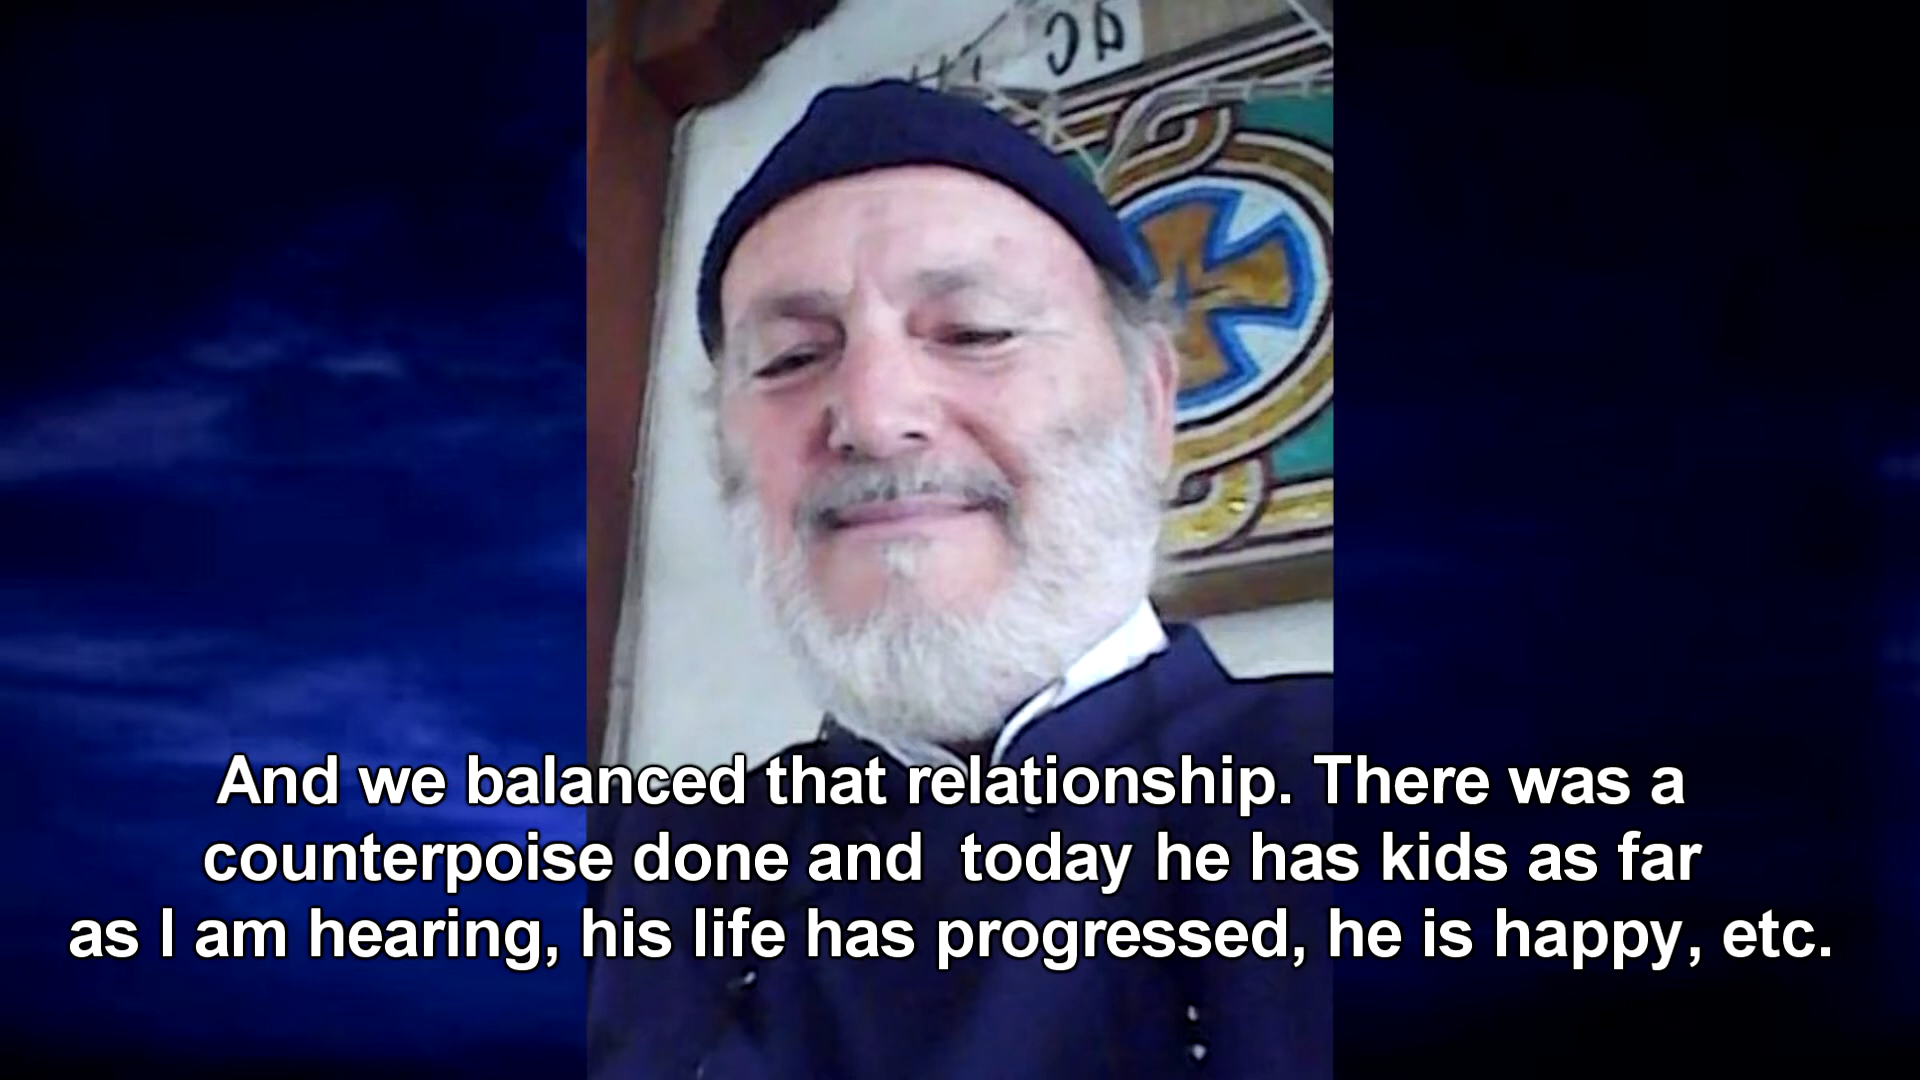 And we balanced that relationship. There was a
counterpoise done and  today he has kids as far
as I am hearing, his life has progressed, he is happy, etc.